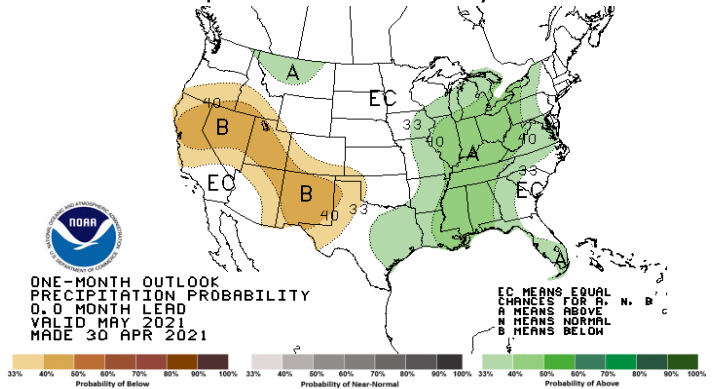 A
EC
40
B
33
40
A
40
EC
33
EC
B
40
33
A
NATIONAL OCEANIC AND ATMOSPHERIC ADMINISTRATION
NOAA
U.S. DEPARTMENT OF COMMERCE
ONE-MONTH OUTLOOK
PRECIPITATION PROBABILITY
0.0 MONTH LEAD
VALID MAY 2021
MADE 30 APR 2021
EC MEANS EQUAL
CHANCES FOR A, N, B
A MEANS ABOVE
N MEANS NORMAL
B MEANS BELOW
33% 40% 50% 60% 70% 80% 90% 100%
Probability of Below
33% 40% 50% 60% 70% 80% 90% 100%
Probability of Near-Normal
33% 40% 50% 60% 70% 80% 90% 100%
Probability of Above